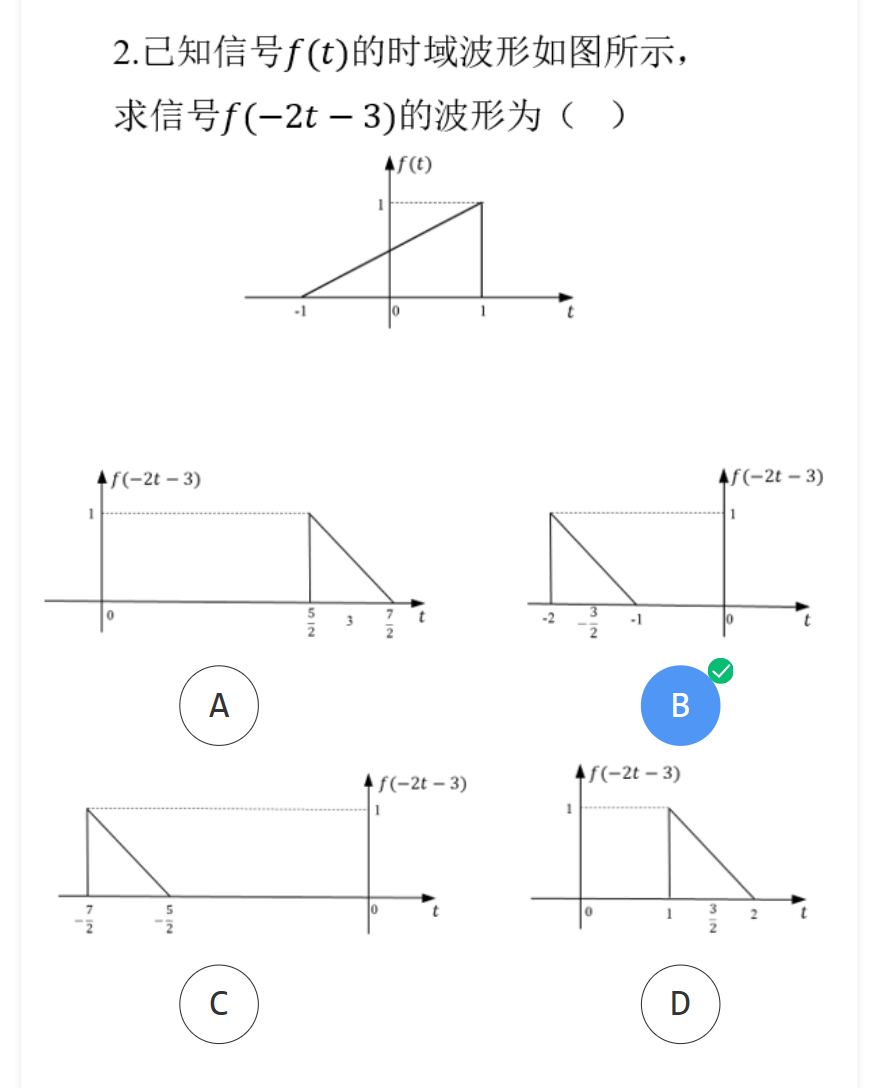 2.已知信号f(t)的时域波形如图所示，
求信号f(−2t − 3)的波形为（ ）
f(t)
1
-1 0 1 t
f(−2t − 3)
1
0 5/2 3 7/2 t
f(−2t − 3)
1
-2 −3/2 -1 0 t
A
B
f(−2t − 3)
1
−7/2 −5/2 0 t
f(−2t − 3)
1
0 1 3/2 2 t
C
D